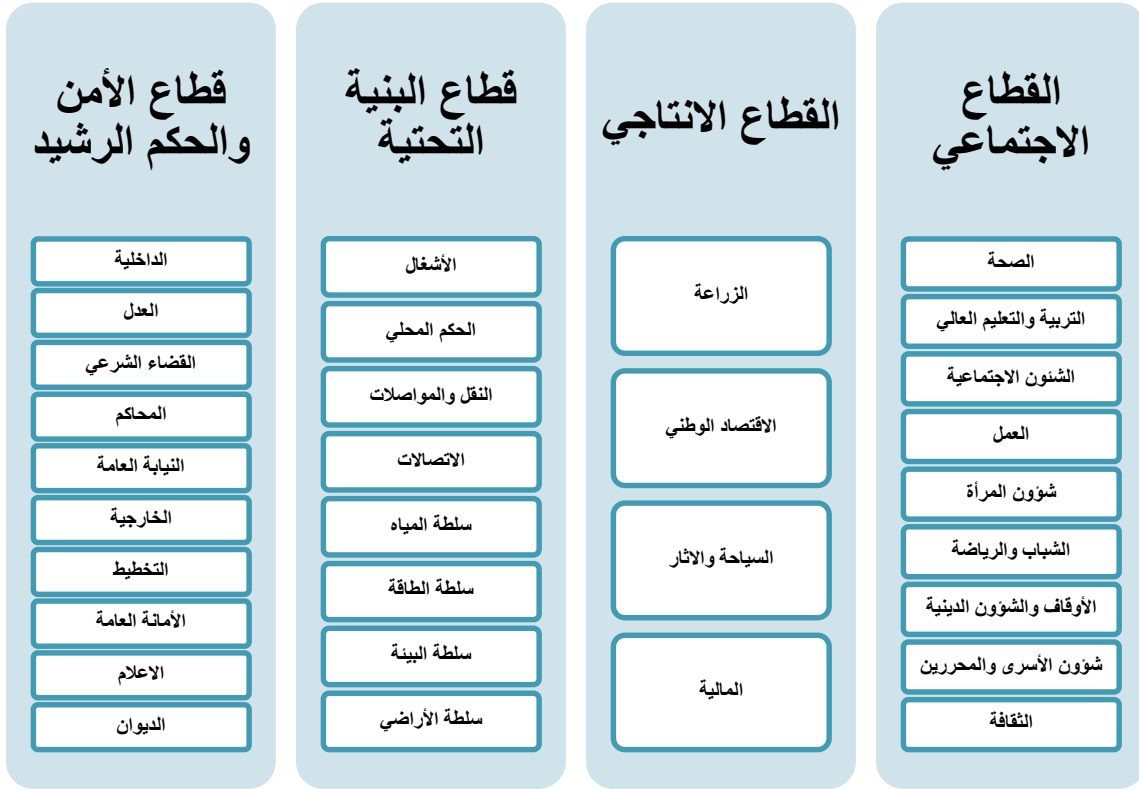 القطاع
الاجتماعي
الصحة
التربية والتعليم العالي
الشئون الاجتماعية
العمل
شؤون المرأة
الشباب والرياضة
الأوقاف والشؤون الدينية
شؤون الأسرى والمحررين
الثقافة
القطاع الانتاجي
الزراعة
الاقتصاد الوطني
السياحة والاثار
المالية
قطاع البنية
التحتية
الأشغال
الحكم المحلي
النقل والمواصلات
الاتصالات
سلطة المياه
سلطة الطاقة
سلطة البيئة
سلطة الأراضي
قطاع الأمن
والحكم الرشيد
الداخلية
العدل
القضاء الشرعي
المحاكم
النيابة العامة
الخارجية
التخطيط
الأمانة العامة
الاعلام
الديوان